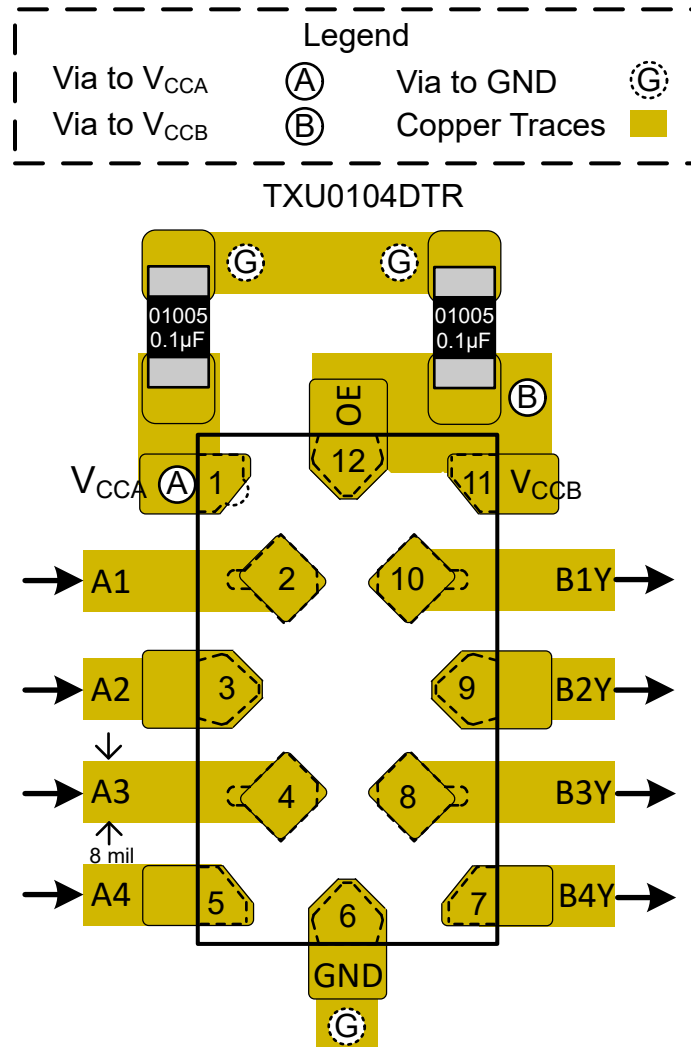 Legend
Via to VCCA A Via to GND G
Via to VCCB B Copper Traces
TXU0104DTR
G G
01005 01005
0.1µF 0.1µF
B
OE
12
VCCA A 1 11 VCCB
A1 2 10 B1Y
A2 3 9 B2Y
A3 4 8 B3Y
8 mil
A4 5 7 B4Y
6
GND
G